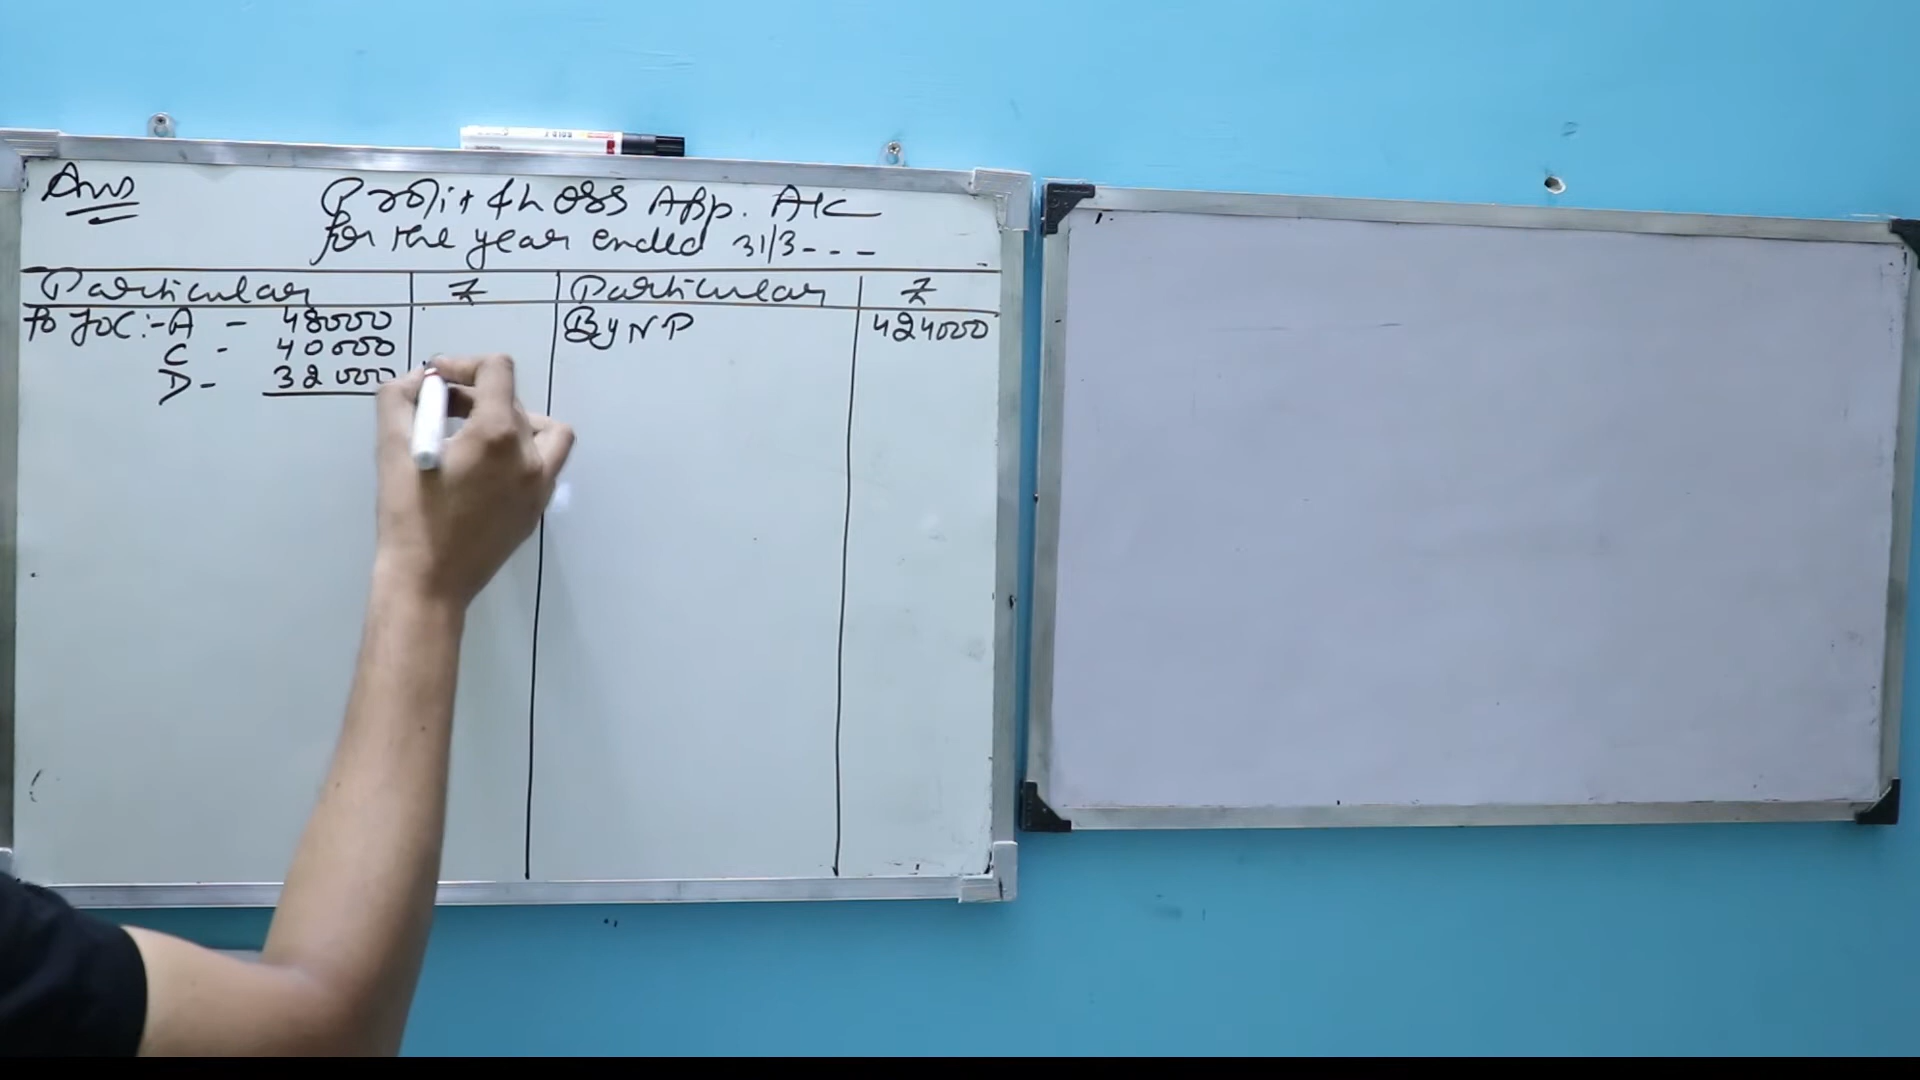 Ans
Profit & Loss App. A/C
for the year ended 31/3 - - -
Particular ₹ Particular ₹
To IOC :- A - 48000 By NP 424000
C - 40000
D - 32000